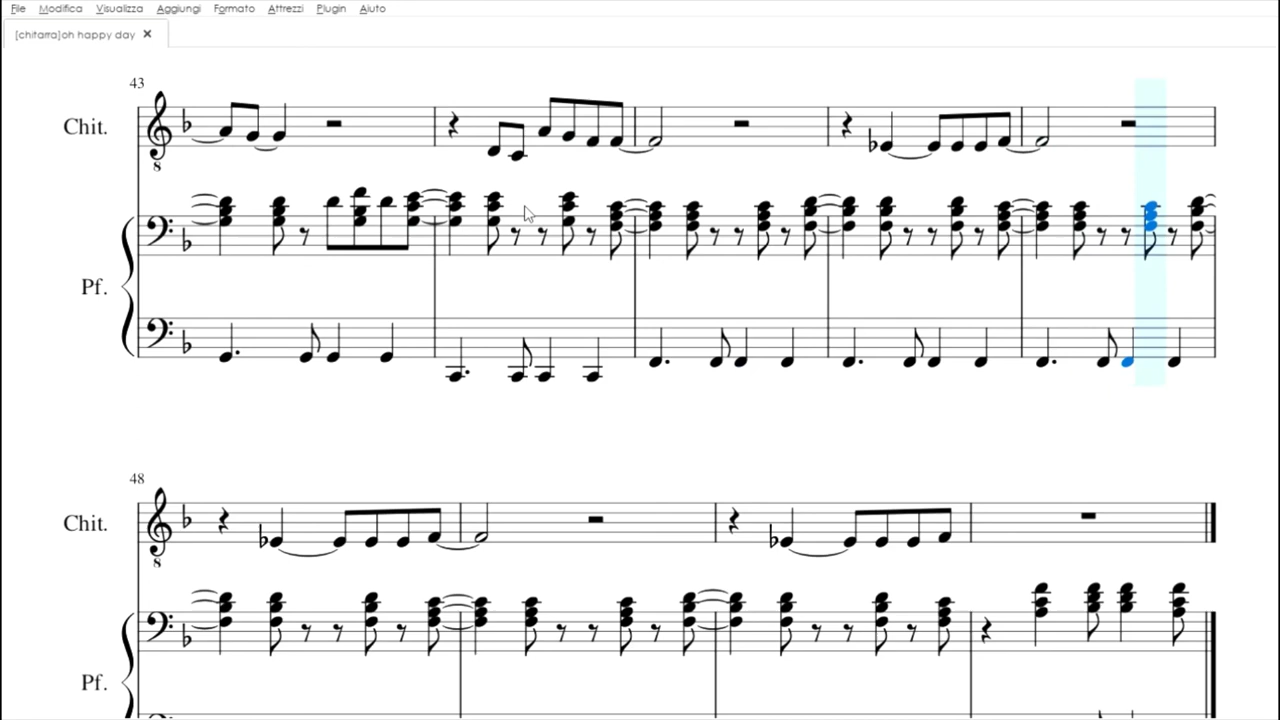 File Modifica Visualizza Aggiungi Formato Attrezzi Plugin Aiuto
[chitarra]oh happy day ✕
43
Chit.
8
Pf.
48
Chit.
8
Pf.